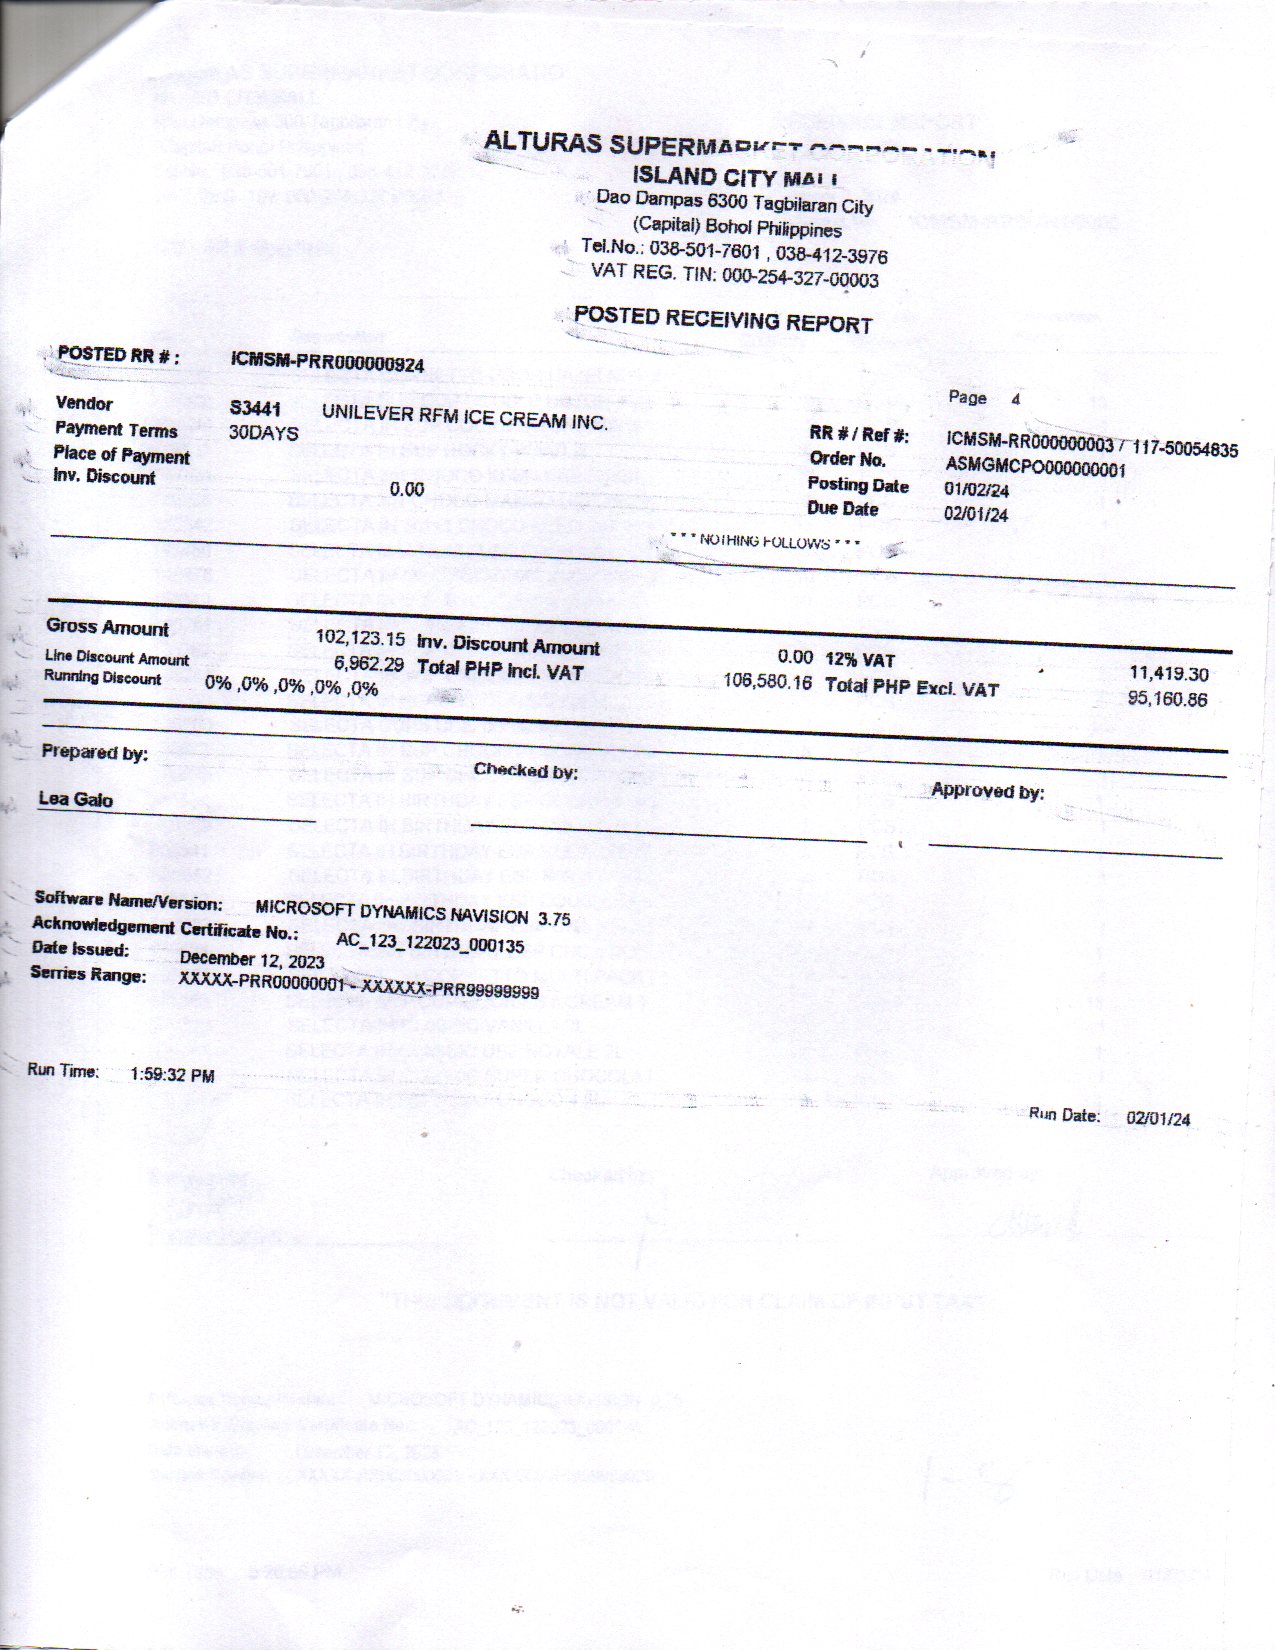 ALTURAS SUPERMARKET CORPORATION
ISLAND CITY MALL
Dao Dampas 6300 Tagbilaran City
(Capital) Bohol Philippines
Tel.No.: 038-501-7601 , 038-412-3976
VAT REG. TIN: 000-254-327-00003
POSTED RECEIVING REPORT
POSTED RR # : ICMSM-PRR000000924
Page 4
Vendor S3441 UNILEVER RFM ICE CREAM INC.
Payment Terms 30DAYS
Place of Payment
Inv. Discount 0.00
RR # / Ref #: ICMSM-RR000000003 / 117-50054835
Order No. ASMGMCPO000000001
Posting Date 01/02/24
Due Date 02/01/24
* * * NOTHING FOLLOWS * * *
Gross Amount 102,123.15 Inv. Discount Amount 0.00 12% VAT 11,419.30
Line Discount Amount 6,962.29 Total PHP Incl. VAT 106,580.16 Total PHP Excl. VAT 95,160.86
Running Discount 0% ,0% ,0% ,0% ,0%
Prepared by: Checked by: Approved by:
Lea Galo
Software Name/Version: MICROSOFT DYNAMICS NAVISION 3.75
Acknowledgement Certificate No.: AC_123_122023_000135
Date Issued: December 12, 2023
Serries Range: XXXXX-PRR00000001 - XXXXXX-PRR99999999
Run Time: 1:59:32 PM
Run Date: 02/01/24